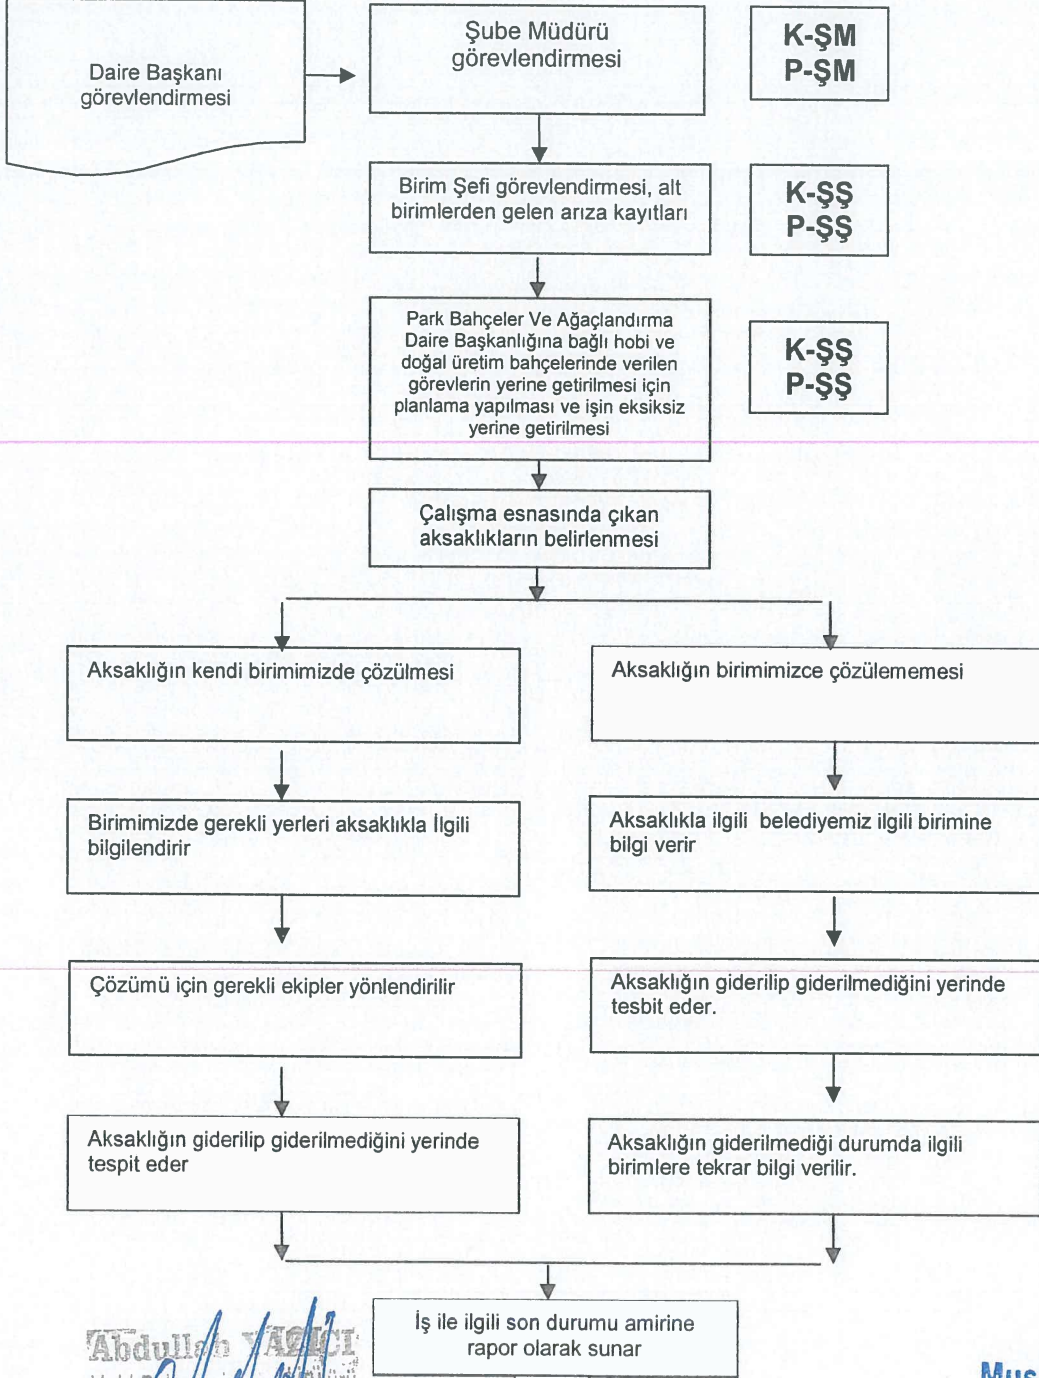 Daire Başkanı
görevlendirmesi
Şube Müdürü
görevlendirmesi
K-ŞM
P-ŞM
Birim Şefi görevlendirmesi, alt
birimlerden gelen arıza kayıtları
K-ŞŞ
P-ŞŞ
Park Bahçeler Ve Ağaçlandırma
Daire Başkanlığına bağlı hobi ve
doğal üretim bahçelerinde verilen
görevlerin yerine getirilmesi için
planlama yapılması ve işin eksiksiz
yerine getirilmesi
K-ŞŞ
P-ŞŞ
Çalışma esnasında çıkan
aksaklıkların belirlenmesi
Aksaklığın kendi birimimizde çözülmesi
Aksaklığın birimimizce çözülememesi
Birimimizde gerekli yerleri aksaklıkla İlgili
bilgilendirir
Aksaklıkla ilgili belediyemiz ilgili birimine
bilgi verir
Çözümü için gerekli ekipler yönlendirilir
Aksaklığın giderilip giderilmediğini yerinde
tesbit eder.
Aksaklığın giderilip giderilmediğini yerinde
tespit eder
Aksaklığın giderilmediği durumda ilgili
birimlere tekrar bilgi verilir.
İş ile ilgili son durumu amirine
rapor olarak sunar
Abdullah YAZICI